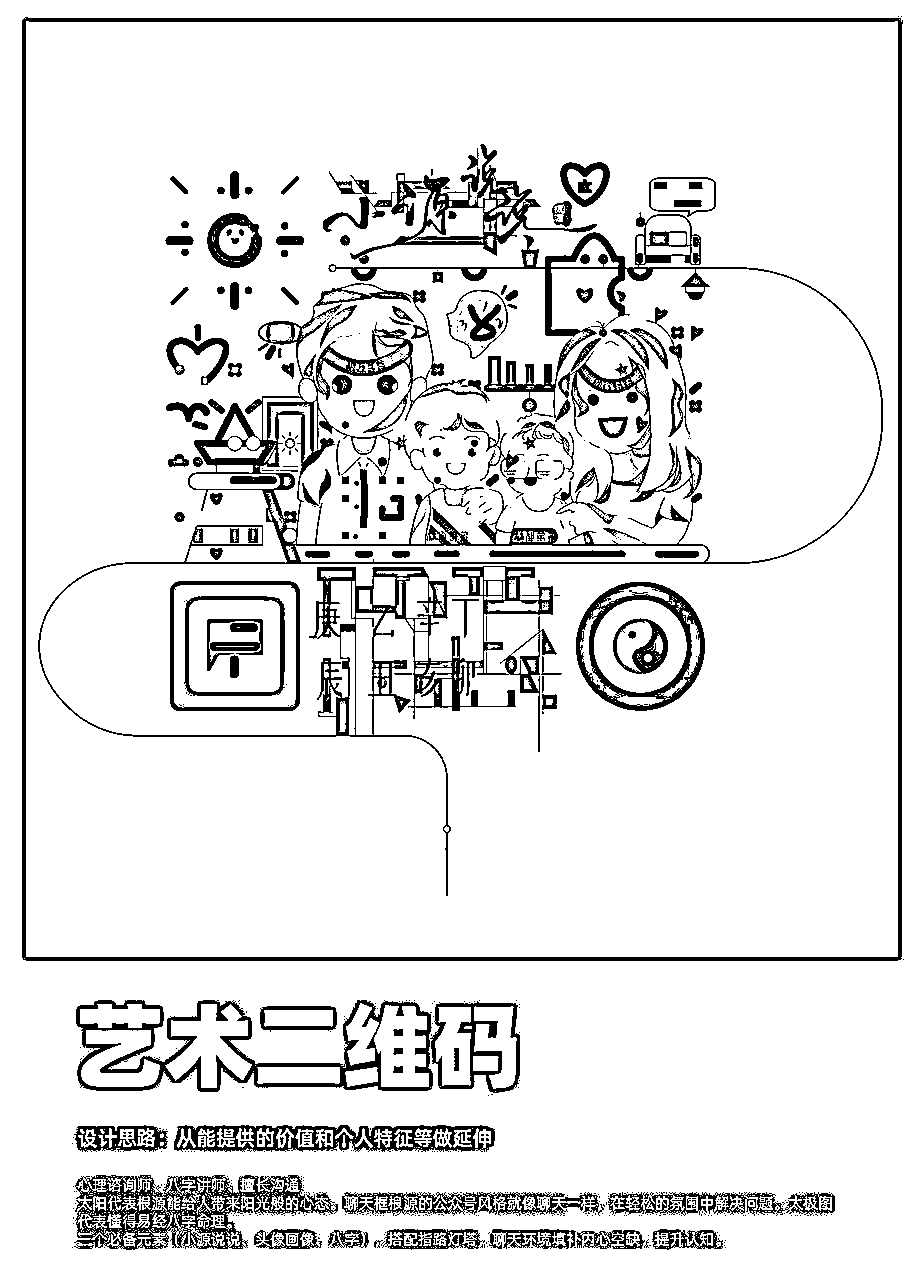 小源说说
八
艺术二维码
设计思路：从能提供的价值和个人特征等做延伸
心理咨询师、八字讲师、擅长沟通
太阳代表根源能给人带来阳光般的心态。聊天框根源的公众号风格就像聊天一样，在轻松的氛围中解决问题。太极图
代表懂得易经八字命理。
三个必备元素（小源说说、头像画像、八字），搭配指路灯塔，聊天环境填补内心空缺，提升认知。